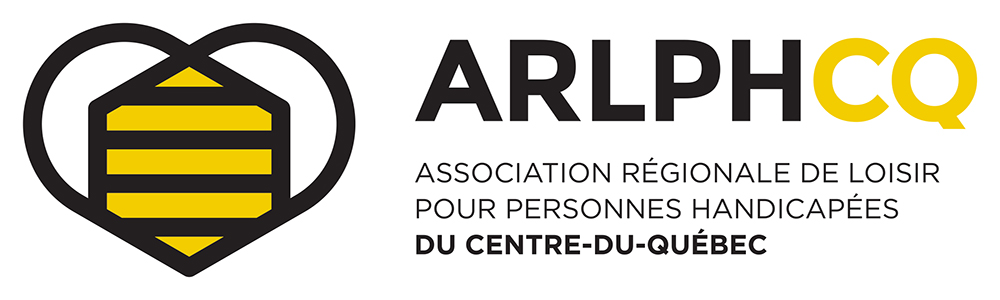 ARLPHCQ
ASSOCIATION RÉGIONALE DE LOISIR
POUR PERSONNES HANDICAPÉES
DU CENTRE-DU-QUÉBEC